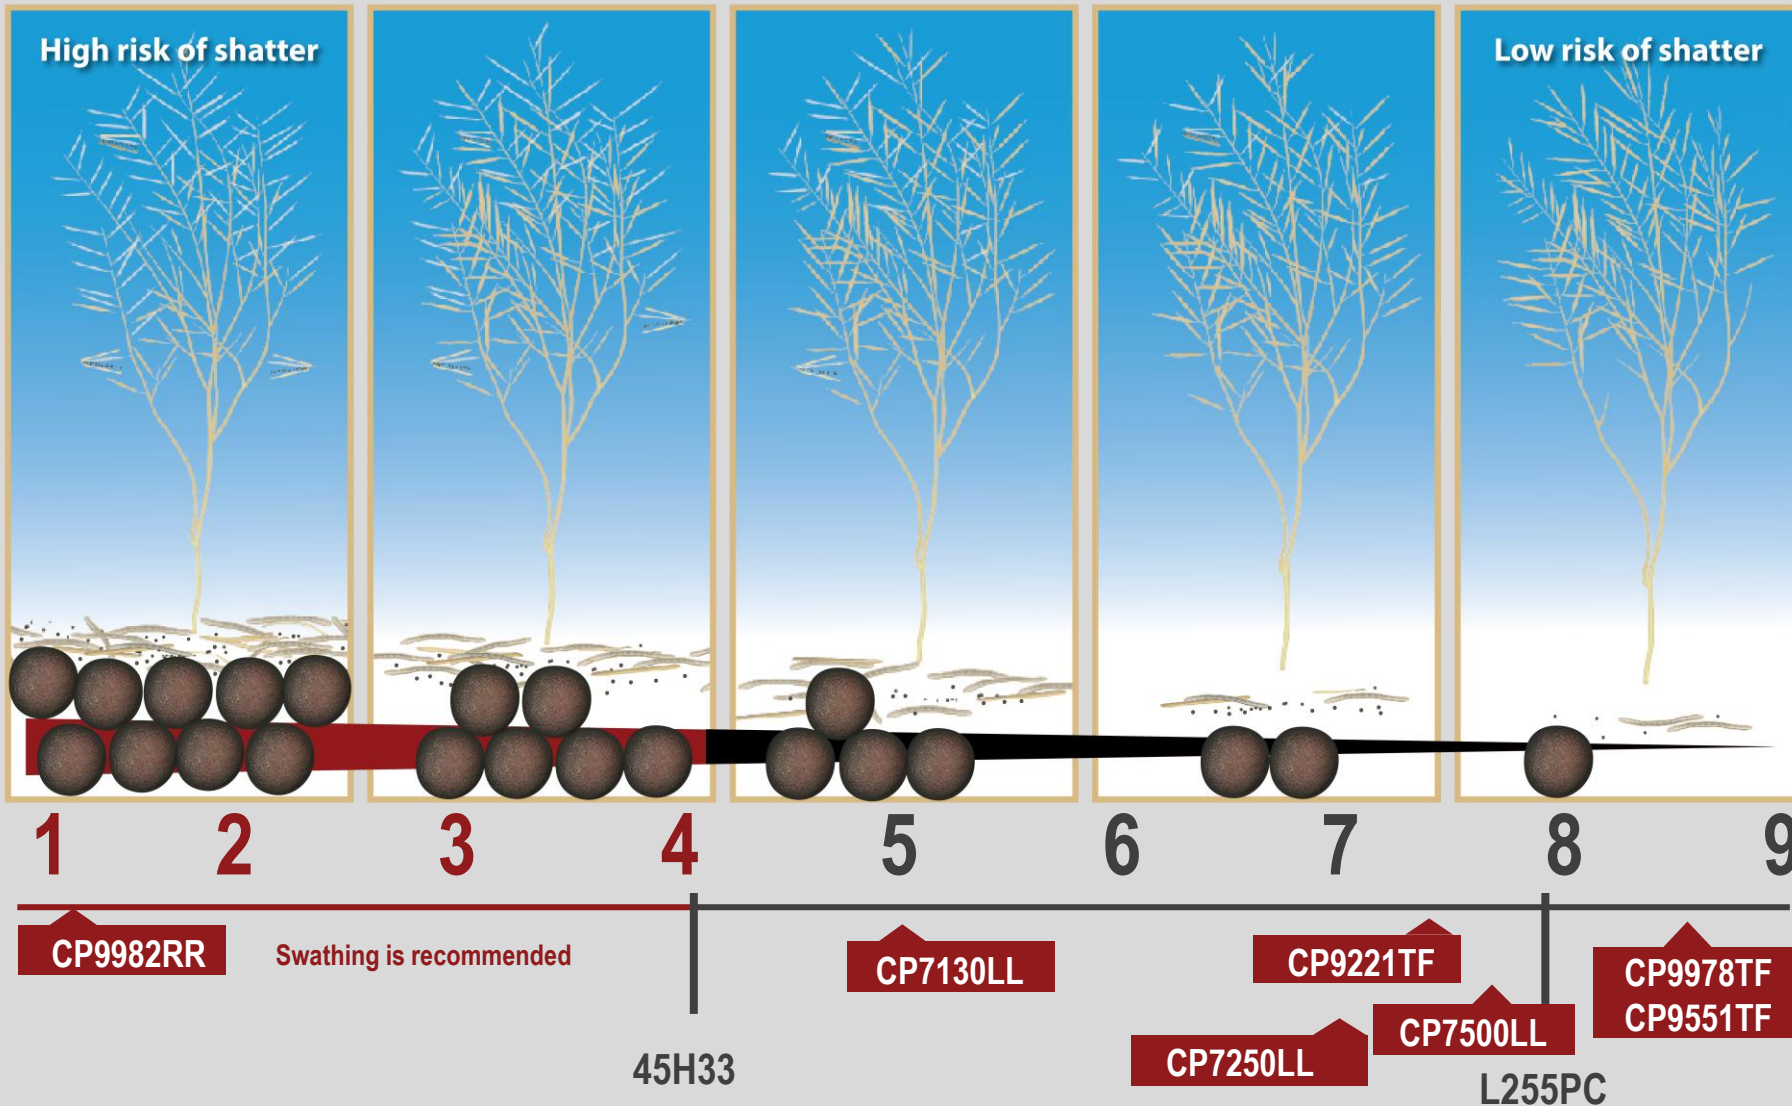 High risk of shatter
Low risk of shatter
1 2 3 4 5 6 7 8 9
CP9982RR
Swathing is recommended
CP7130LL
CP9221TF
CP9978TF
CP9551TF
CP7500LL
CP7250LL
45H33
L255PC